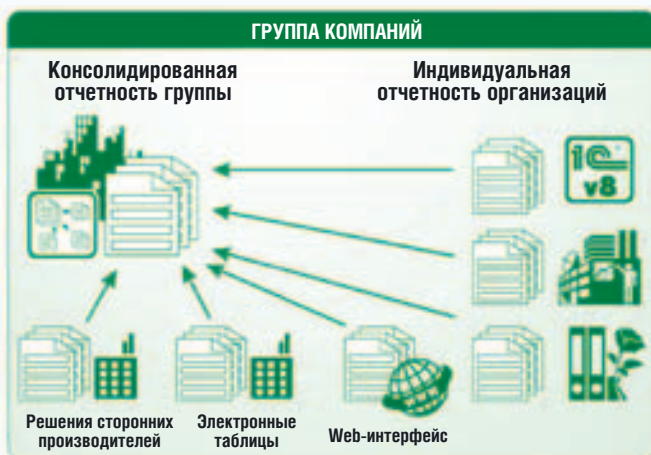 ГРУППА КОМПАНИЙ
Консолидированная
отчетность группы
Индивидуальная
отчетность организаций
1С
v8
Решения сторонних
производителей
Электронные
таблицы
Web-интерфейс